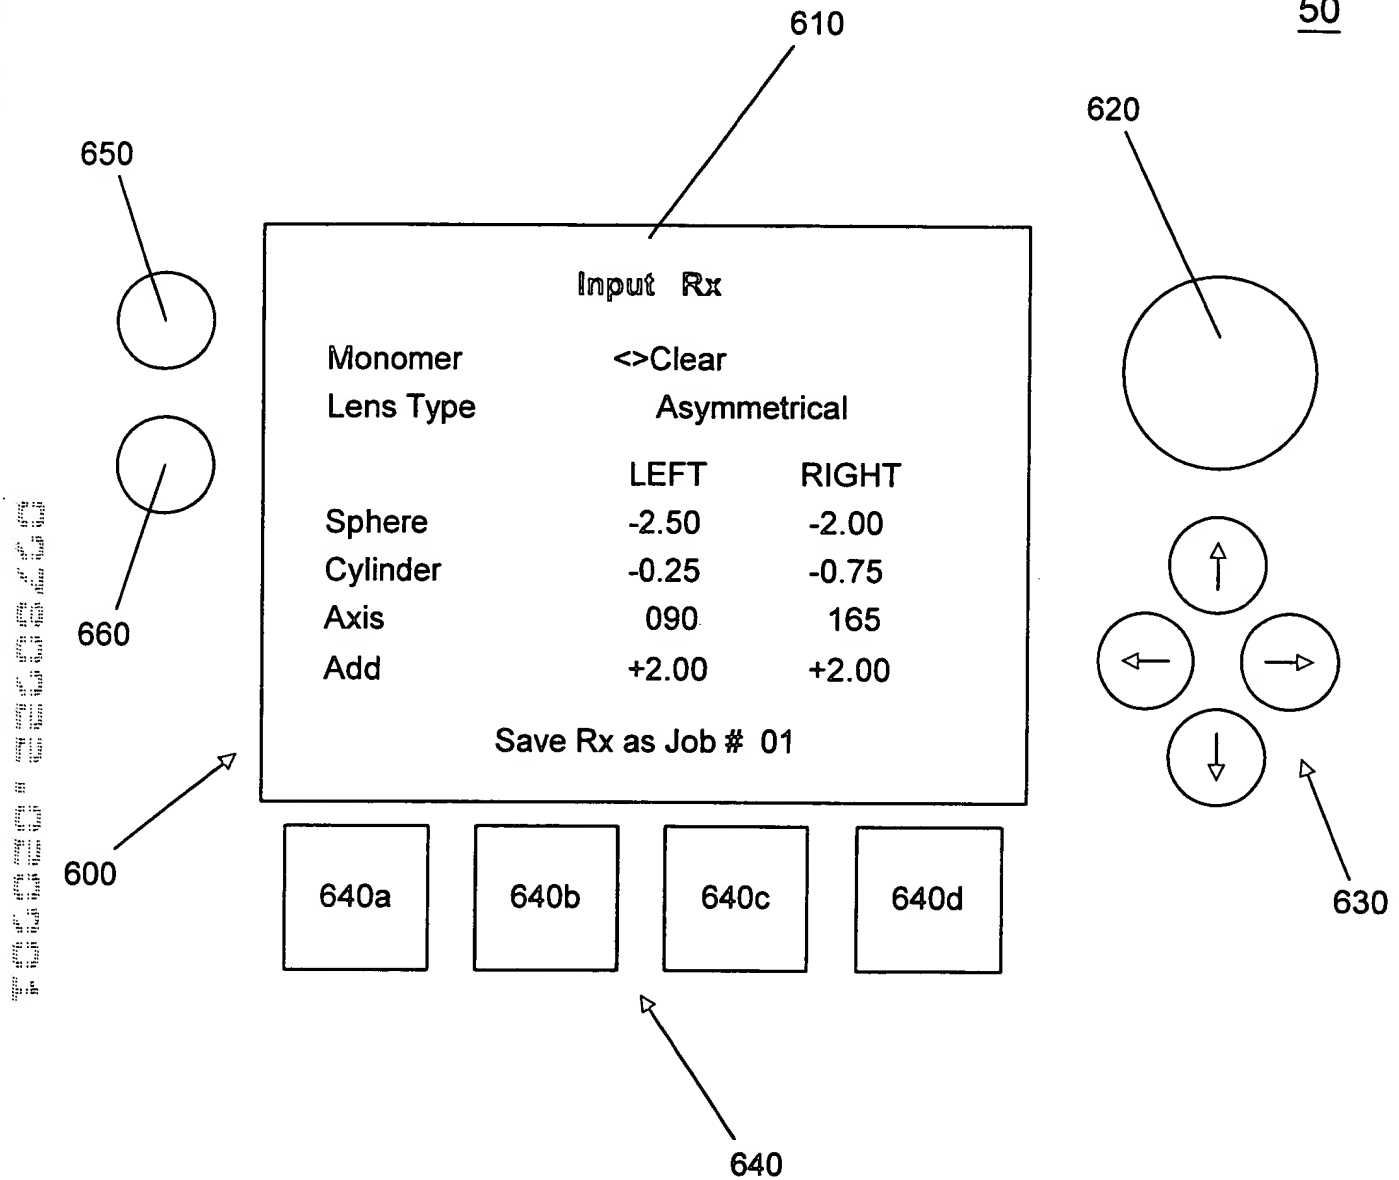 50
610
620
650
Input Rx
Monomer <>Clear
Lens Type Asymmetrical
LEFT RIGHT
Sphere -2.50 -2.00
Cylinder -0.25 -0.75
Axis 090 165
Add +2.00 +2.00
Save Rx as Job # 01
660
600
640a 640b 640c 640d
630
640